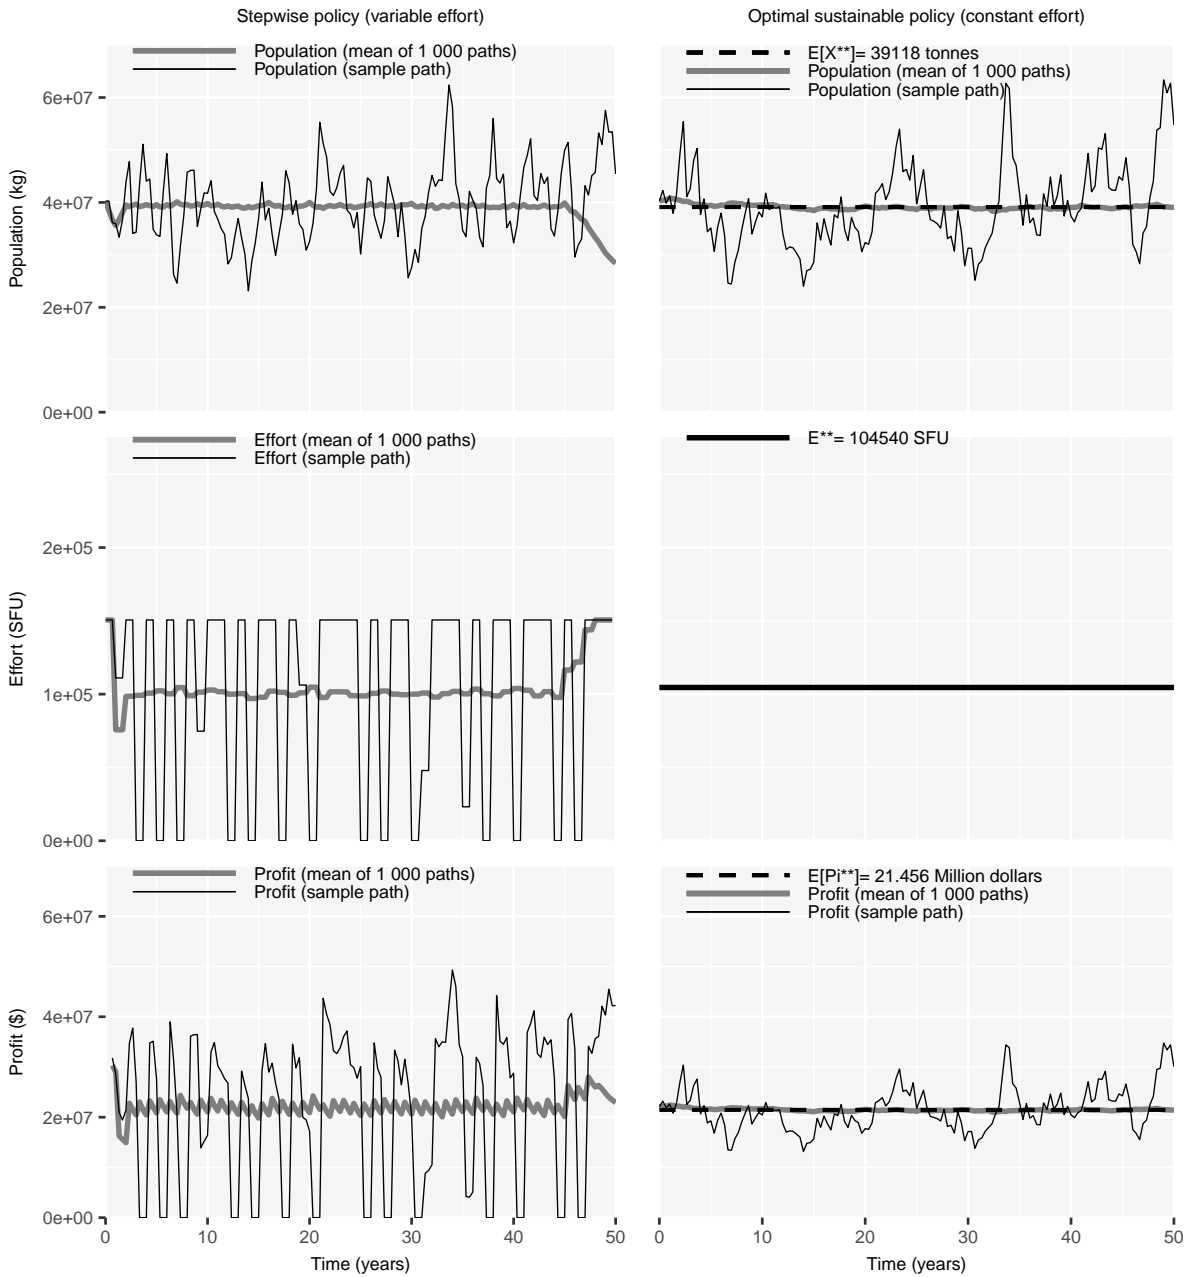 Stepwise policy (variable effort)
Optimal sustainable policy (constant effort)
Population (mean of 1 000 paths)
Population (sample path)
E[X**]= 39118 tonnes
Population (mean of 1 000 paths)
Population (sample path)
Population (kg)
6e+07
4e+07
2e+07
0e+00
Effort (mean of 1 000 paths)
Effort (sample path)
E**= 104540 SFU
Effort (SFU)
2e+05
1e+05
0e+00
Profit (mean of 1 000 paths)
Profit (sample path)
E[Pi**]= 21.456 Million dollars
Profit (mean of 1 000 paths)
Profit (sample path)
Profit ($)
6e+07
4e+07
2e+07
0e+00
0 10 20 30 40 50
0 10 20 30 40 50
Time (years)
Time (years)